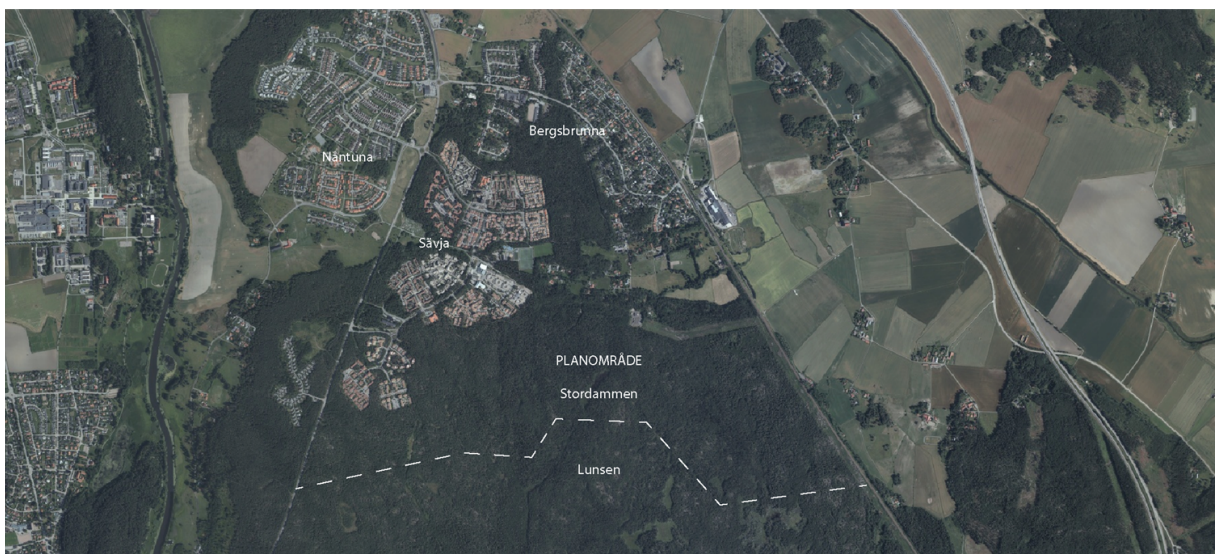 Bergsbrunna
Nåntuna
Sävja
PLANOMRÅDE
Stordammen
Lunsen